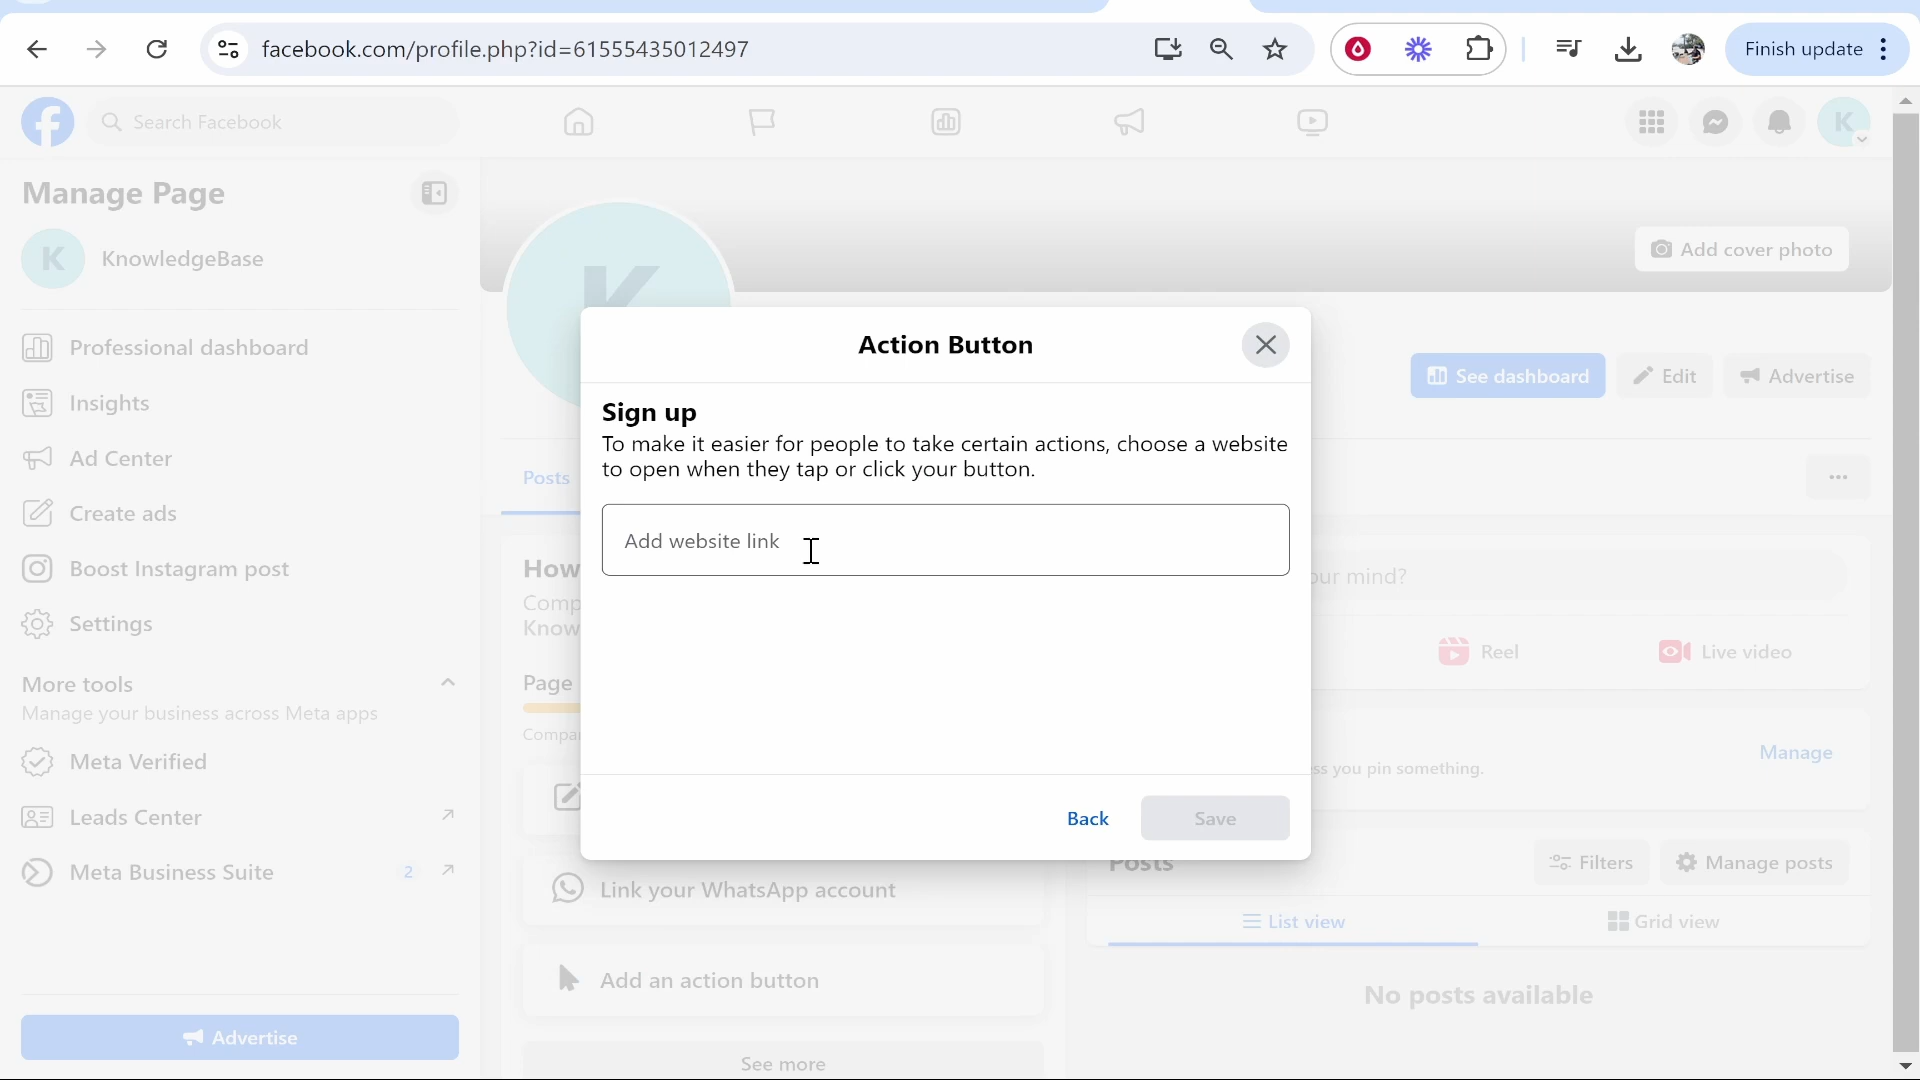 facebook.com/profile.php?id=61555435012497
Finish update
Search Facebook
K
Manage Page
K
KnowledgeBase
Professional dashboard
Insights
Ad Center
Create ads
Boost Instagram post
Settings
More tools
Manage your business across Meta apps
Meta Verified
Leads Center
Meta Business Suite
2
Advertise
K
Add cover photo
See dashboard
Edit
Advertise
Posts
Action Button
Sign up
To make it easier for people to take certain actions, choose a website
to open when they tap or click your button.
Add website link
Back
Save
How
Know
Page
Link your WhatsApp account
Add an action button
See more
mind?
Reel
Live video
Manage
you pin something.
Posts
Filters
Manage posts
List view
Grid view
No posts available